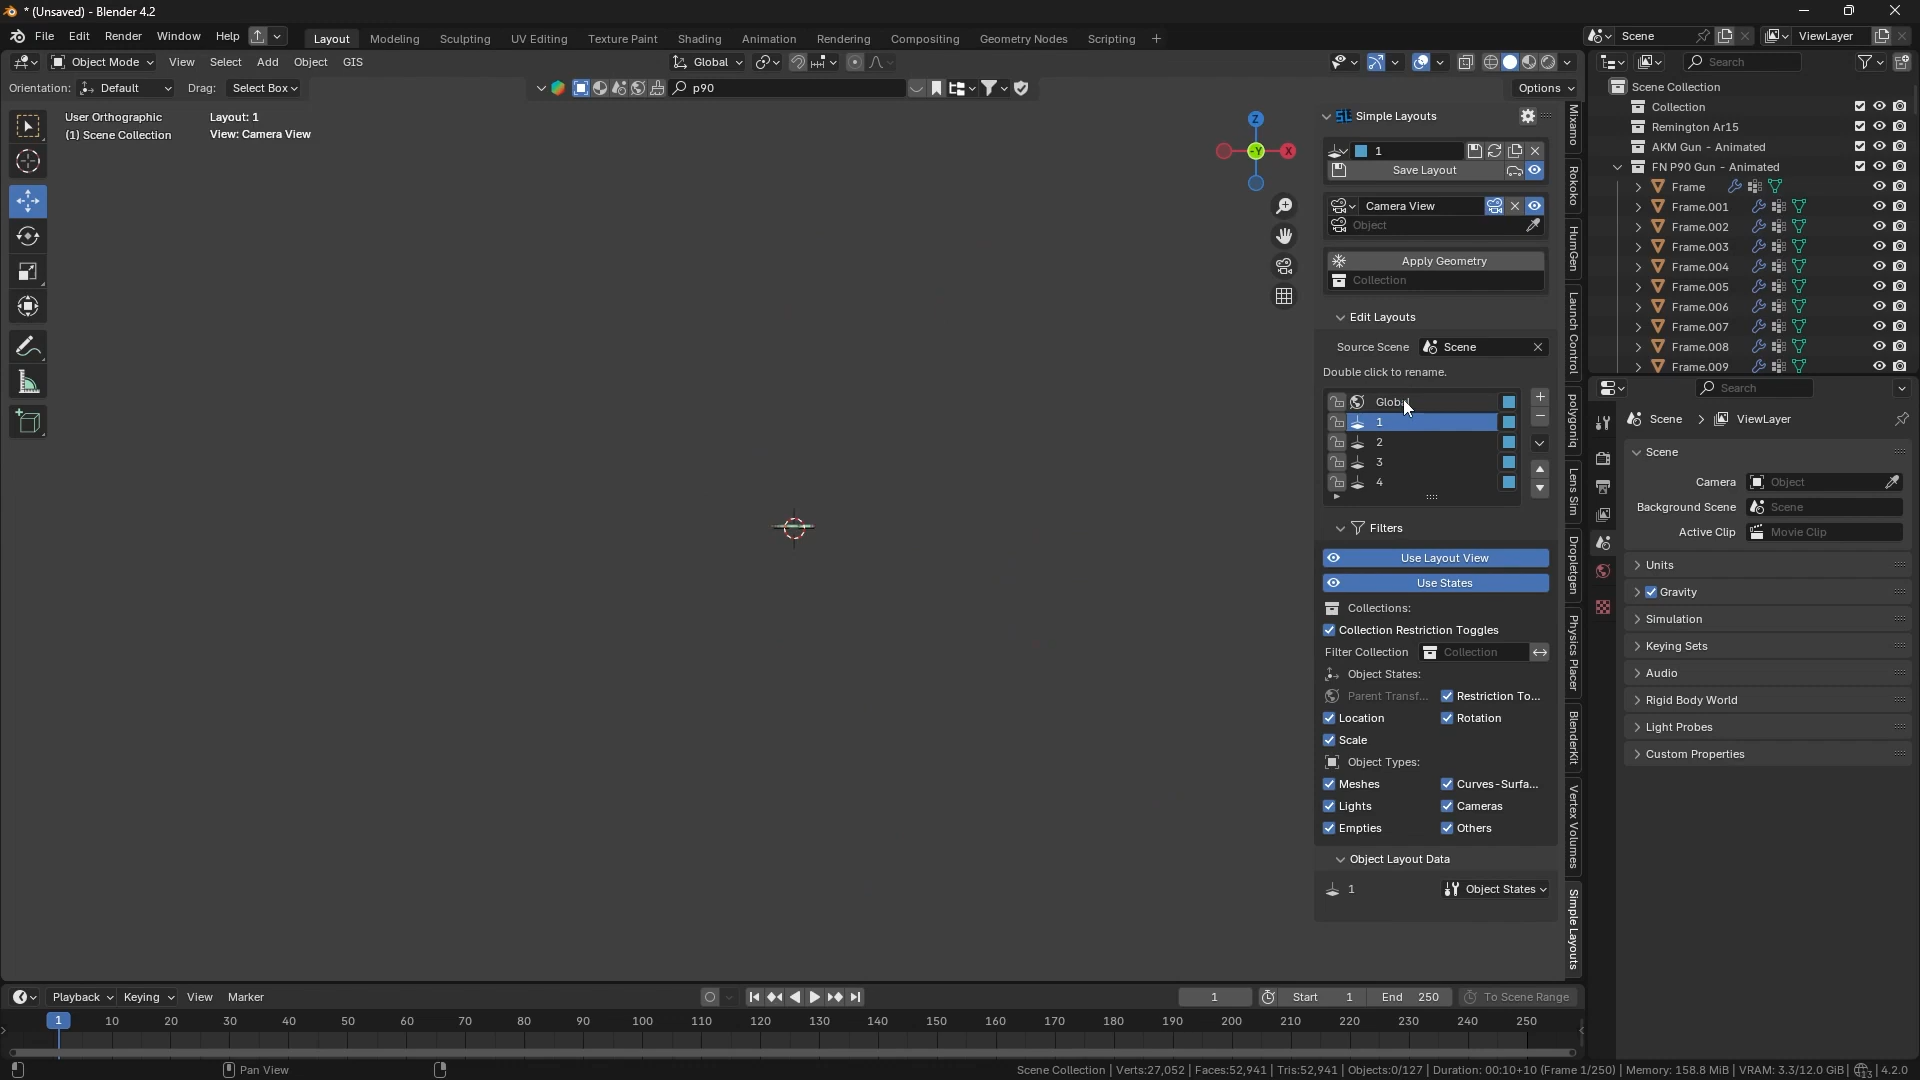 * (Unsaved) - Blender 4.2
File Edit Render Window Help
Layout Modeling Sculpting UV Editing Texture Paint Shading Animation Rendering Compositing Geometry Nodes Scripting +
Scene
ViewLayer
Object Mode View Select Add Object GIS
Global
Orientation: Default Drag: Select Box
p90
Options
User Orthographic
(1) Scene Collection
Layout: 1
View: Camera View
Z
-Y
X
Simple Layouts
1
Save Layout
Camera View
Object
Apply Geometry
Collection
Edit Layouts
Source Scene Scene
Double click to rename.
Global
1
2
3
4
Filters
Use Layout View
Use States
Collections:
Collection Restriction Toggles
Filter Collection Collection
Object States:
Parent Transf... Restriction To...
Location Rotation
Scale
Object Types:
Meshes Curves-Surfa...
Lights Cameras
Empties Others
Object Layout Data
1 Object States
Mixamo
Rokoko
HumGen
Launch Control
polygoniq
Lens Sim
Dropletgen
Physics Placer
BlenderKit
Vertex Volumes
Simple Layouts
Search
Scene Collection
Collection
Remington Ar15
AKM Gun - Animated
FN P90 Gun - Animated
Frame
Frame.001
Frame.002
Frame.003
Frame.004
Frame.005
Frame.006
Frame.007
Frame.008
Frame.009
Search
Scene > ViewLayer
Scene
Camera Object
Background Scene Scene
Active Clip Movie Clip
Units
Gravity
Simulation
Keying Sets
Audio
Rigid Body World
Light Probes
Custom Properties
Playback Keying View Marker
1
Start 1 End 250
To Scene Range
1 10 20 30 40 50 60 70 80 90 100 110 120 130 140 150 160 170 180 190 200 210 220 230 240 250
Pan View
Scene Collection | Verts:27,052 | Faces:52,941 | Tris:52,941 | Objects:0/127 | Duration: 00:10+10 (Frame 1/250) | Memory: 158.8 MiB | VRAM: 3.3/12.0 GiB | 13 | 4.2.0